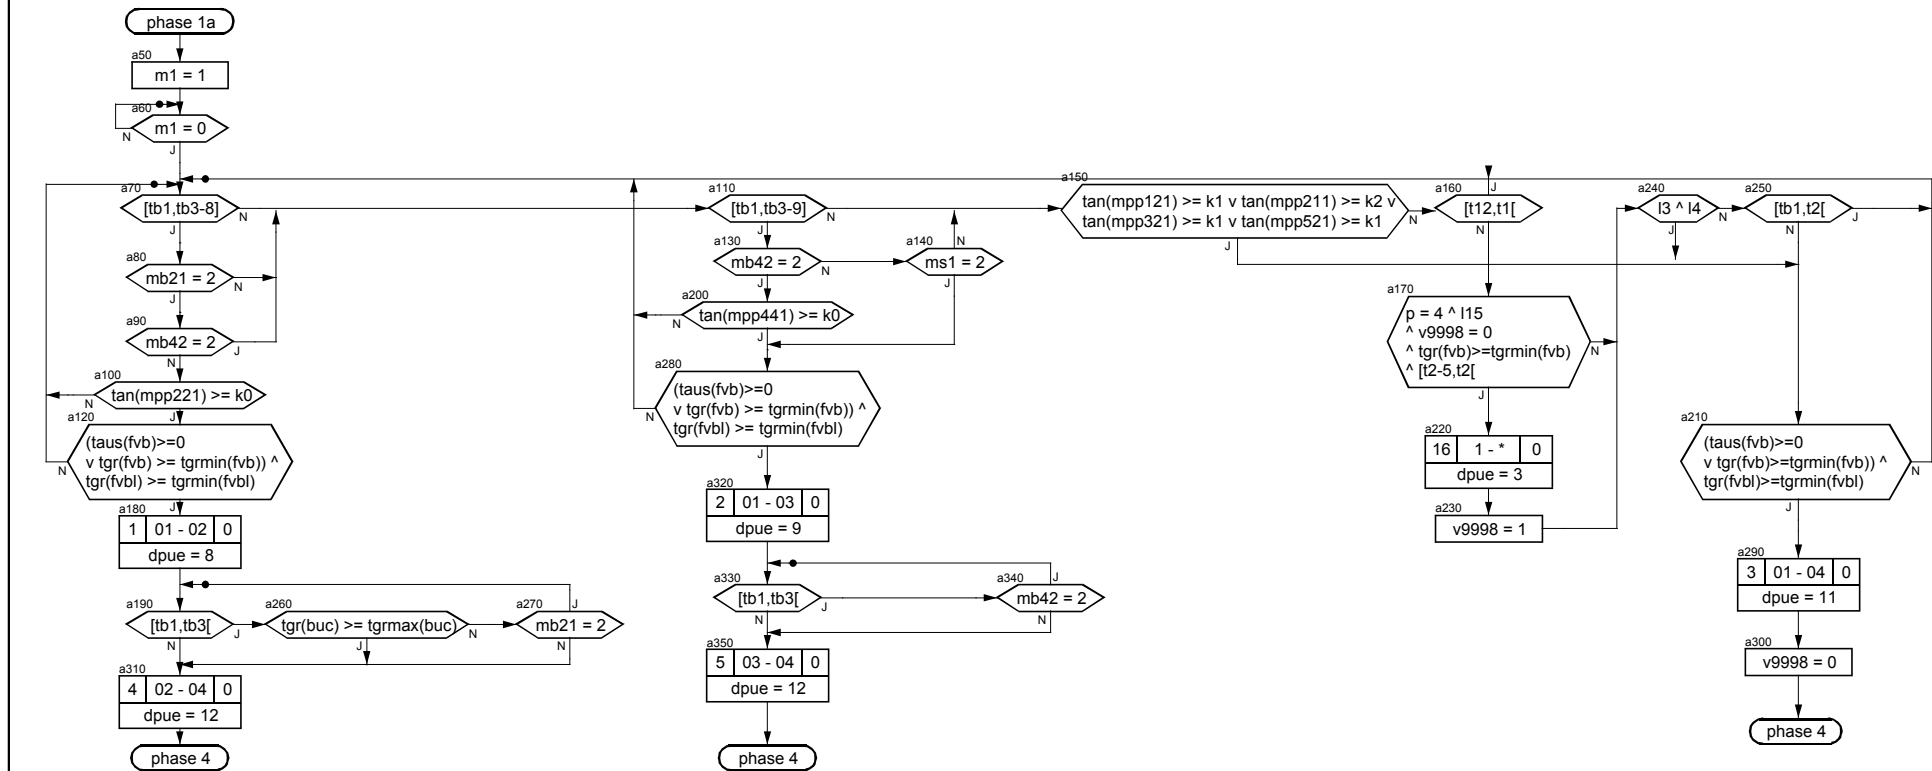 phase 1a
a50
m1 = 1
a60
m1 = 0
N
J
a70
[tb1,tb3-8]
N
J
a80
mb21 = 2
N
J
a90
mb42 = 2
J
N
a100
tan(mpp221) >= k0
N
J
a120
(taus(fvb)>=0
v tgr(fvb) >= tgrmin(fvb)) ^
tgr(fvbl) >= tgrmin(fvbl)
N
J
a180
1 01 - 02 0
dpue = 8
a190
[tb1,tb3[
J
N
a260
tgr(buc) >= tgrmax(buc)
N
J
a270
mb21 = 2
J
N
a310
4 02 - 04 0
dpue = 12
phase 4
a110
[tb1,tb3-9]
N
J
a130
mb42 = 2
N
J
a140
ms1 = 2
N
J
a200
tan(mpp441) >= k0
N
J
a280
(taus(fvb)>=0
v tgr(fvb) >= tgrmin(fvb)) ^
tgr(fvbl) >= tgrmin(fvbl)
N
J
a320
2 01 - 03 0
dpue = 9
a330
[tb1,tb3[
J
N
a340
mb42 = 2
J
N
a350
5 03 - 04 0
dpue = 12
phase 4
a150
tan(mpp121) >= k1 v tan(mpp211) >= k2 v
tan(mpp321) >= k1 v tan(mpp521) >= k1
N
J
a160
[t12,t1[
J
N
a170
p = 4 ^ l15
^ v9998 = 0
^ tgr(fvb)>=tgrmin(fvb)
^ [t2-5,t2[
N
J
a220
16 1 - * 0
dpue = 3
a230
v9998 = 1
a240
l3 ^ l4
N
J
a250
[tb1,t2[
J
N
a210
(taus(fvb)>=0
v tgr(fvb)>=tgrmin(fvb)) ^
tgr(fvbl)>=tgrmin(fvbl)
N
J
a290
3 01 - 04 0
dpue = 11
a300
v9998 = 0
phase 4